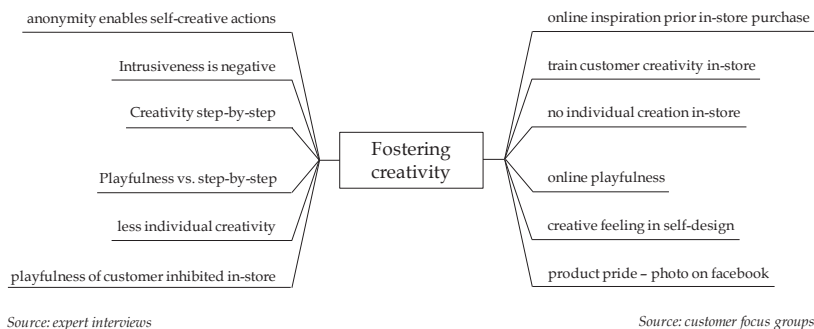 anonymity enables self-creative actions
Intrusiveness is negative
Creativity step-by-step
Playfulness vs. step-by-step
less individual creativity
playfulness of customer inhibited in-store
Fostering
creativity
online inspiration prior in-store purchase
train customer creativity in-store
no individual creation in-store
online playfulness
creative feeling in self-design
product pride – photo on facebook
Source: expert interviews
Source: customer focus groups